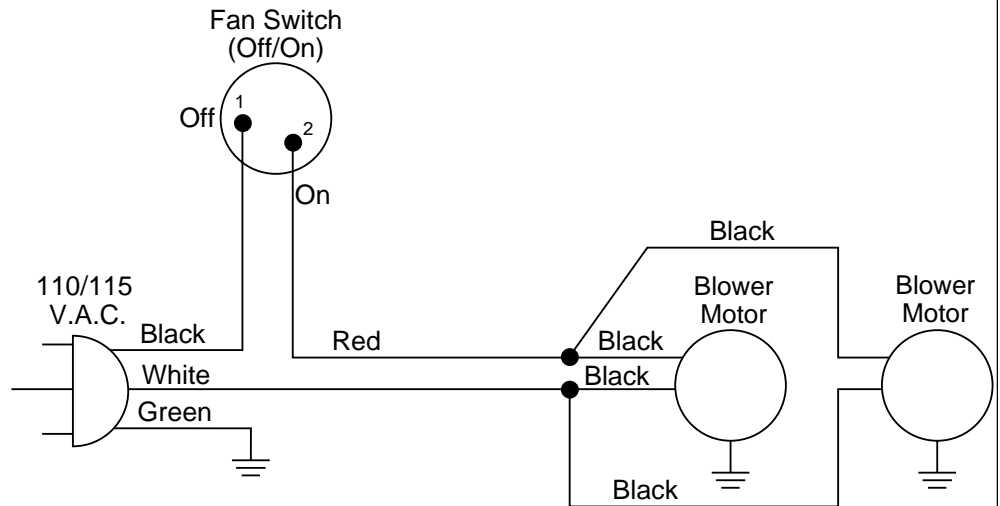 Fan Switch
(Off/On)
1
Off
2
On
Black
110/115
V.A.C.
Blower
Motor
Blower
Motor
Black
Red
Black
White
Black
Green
Black